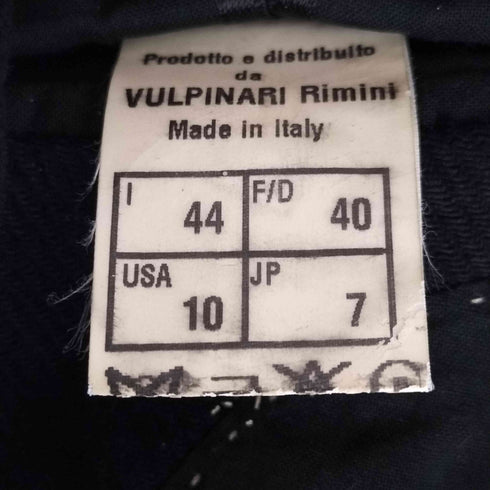 Prodotto e distribuito
da
VULPINARI Rimini
Made in Italy
I 44 F/D 40
USA 10 JP 7